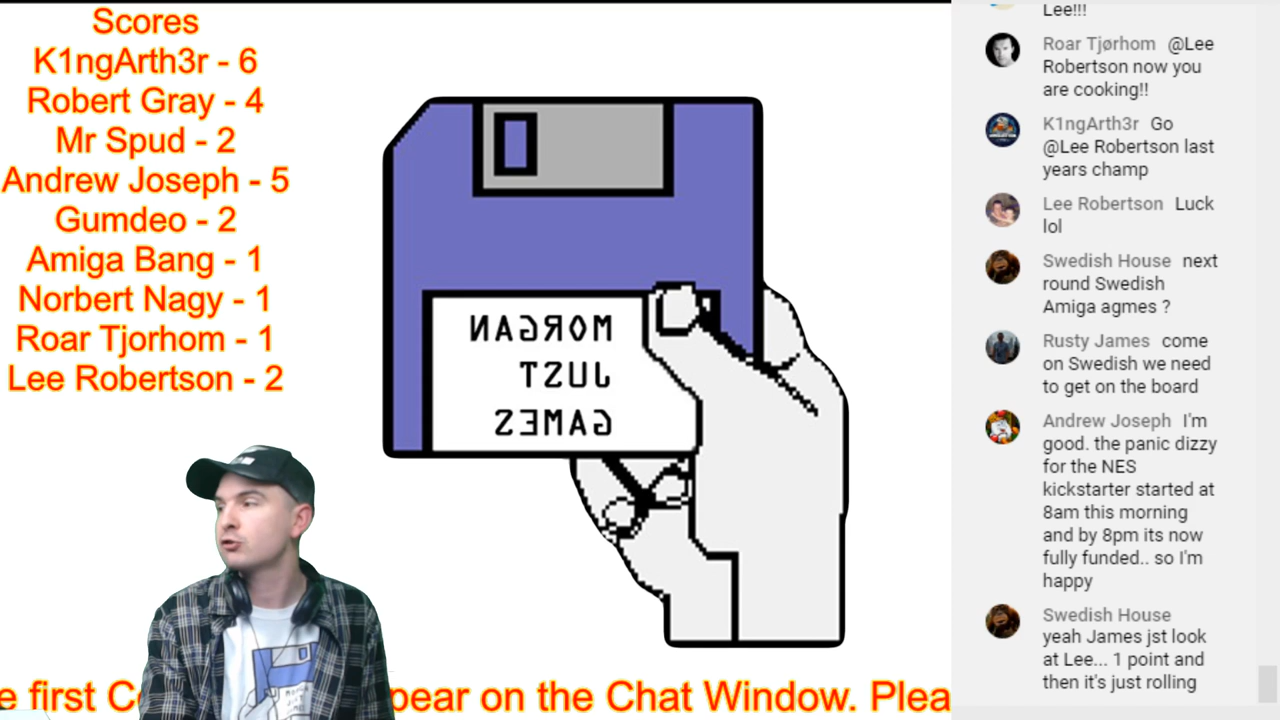 Scores
K1ngArth3r - 6
Robert Gray - 4
Mr Spud - 2
Andrew Joseph - 5
Gumdeo - 2
Amiga Bang - 1
Norbert Nagy - 1
Roar Tjorhom - 1
Lee Robertson - 2
MORGAN
JUST
GAMES
e first Co
pear on the Chat Window. Plea
Lee!!!
Roar Tjørhom @Lee
Robertson now you
are cooking!!
K1ngArth3r Go
@Lee Robertson last
years champ
Lee Robertson Luck
lol
Swedish House next
round Swedish
Amiga agmes ?
Rusty James come
on Swedish we need
to get on the board
Andrew Joseph I'm
good. the panic dizzy
for the NES
kickstarter started at
8am this morning
and by 8pm its now
fully funded.. so I'm
happy
Swedish House
yeah James jst look
at Lee... 1 point and
then it's just rolling